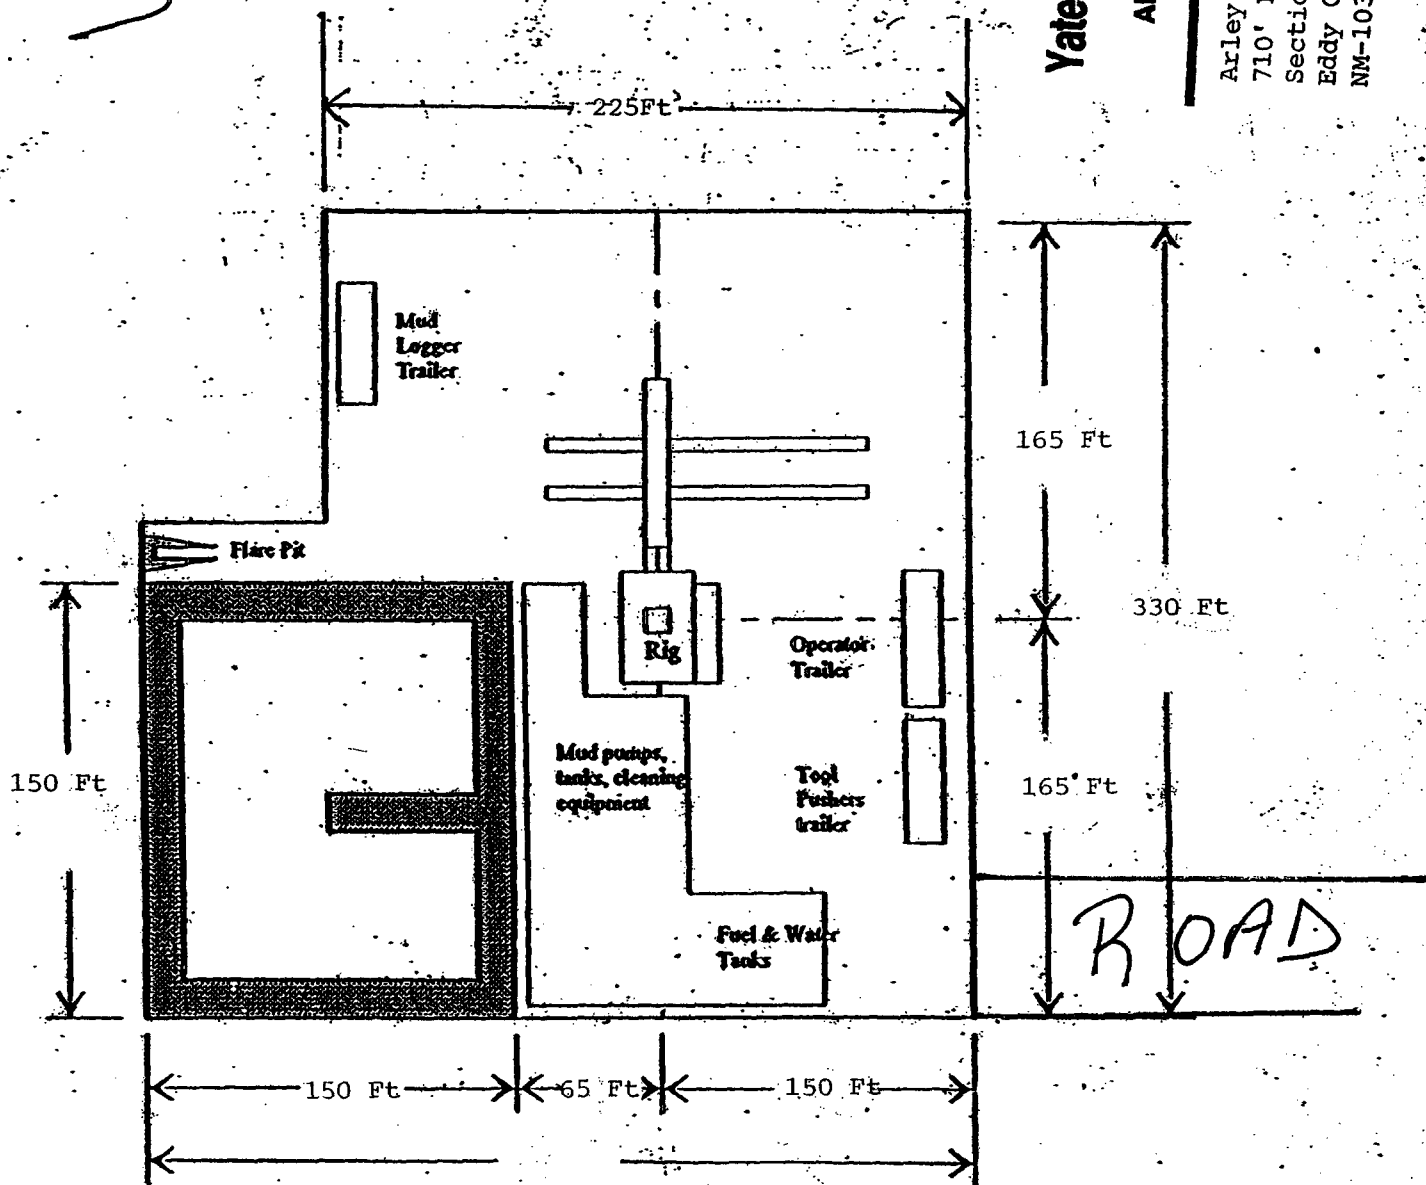 Yate
Arley
710'
Sectio
Eddy C
NM-103
225Ft
Mud
Logger
Trailer
165 Ft
Flare Pit
330 Ft
Rig
Operator
Trailer
150 Ft
Mud pumps,
tanks, cleaning
equipment
Tool
Pushers
trailer
165 Ft
ROAD
Fuel & Water
Tanks
150 Ft
65 Ft
150 Ft